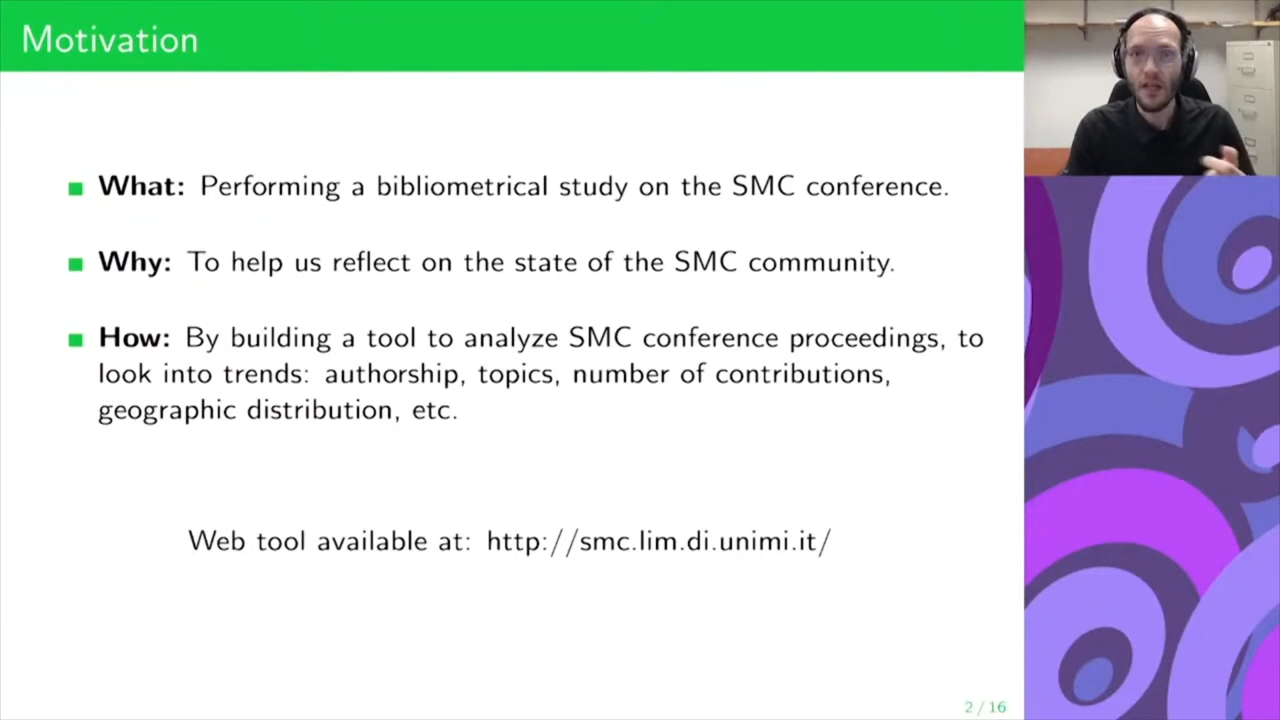 Motivation
What: Performing a bibliometrical study on the SMC conference.
Why: To help us reflect on the state of the SMC community.
How: By building a tool to analyze SMC conference proceedings, to
look into trends: authorship, topics, number of contributions,
geographic distribution, etc.
Web tool available at: http://smc.lim.di.unimi.it/
2 / 16